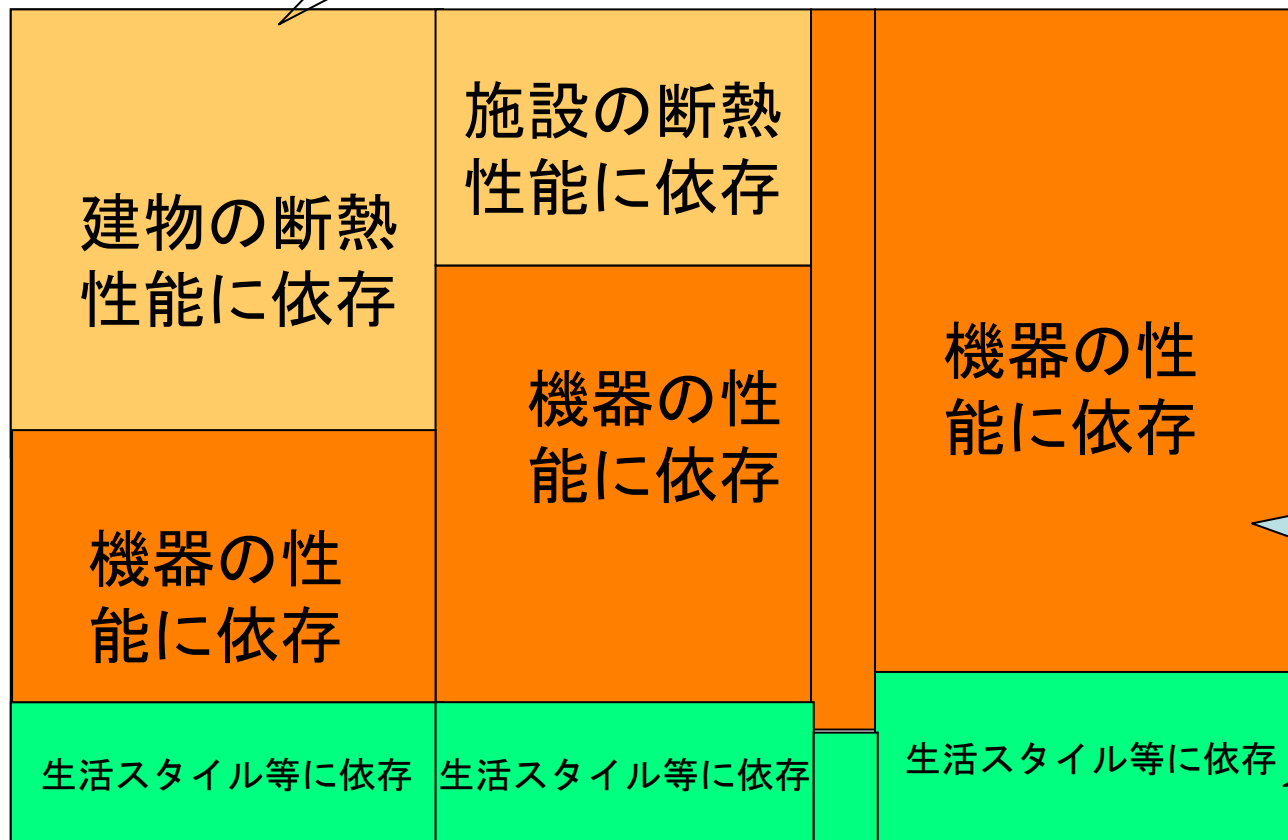 建物の断熱
性能に依存
機器の性
能に依存
生活スタイル等に依存
施設の断熱
性能に依存
機器の性
能に依存
生活スタイル等に依存
機器の性
能に依存
生活スタイル等に依存